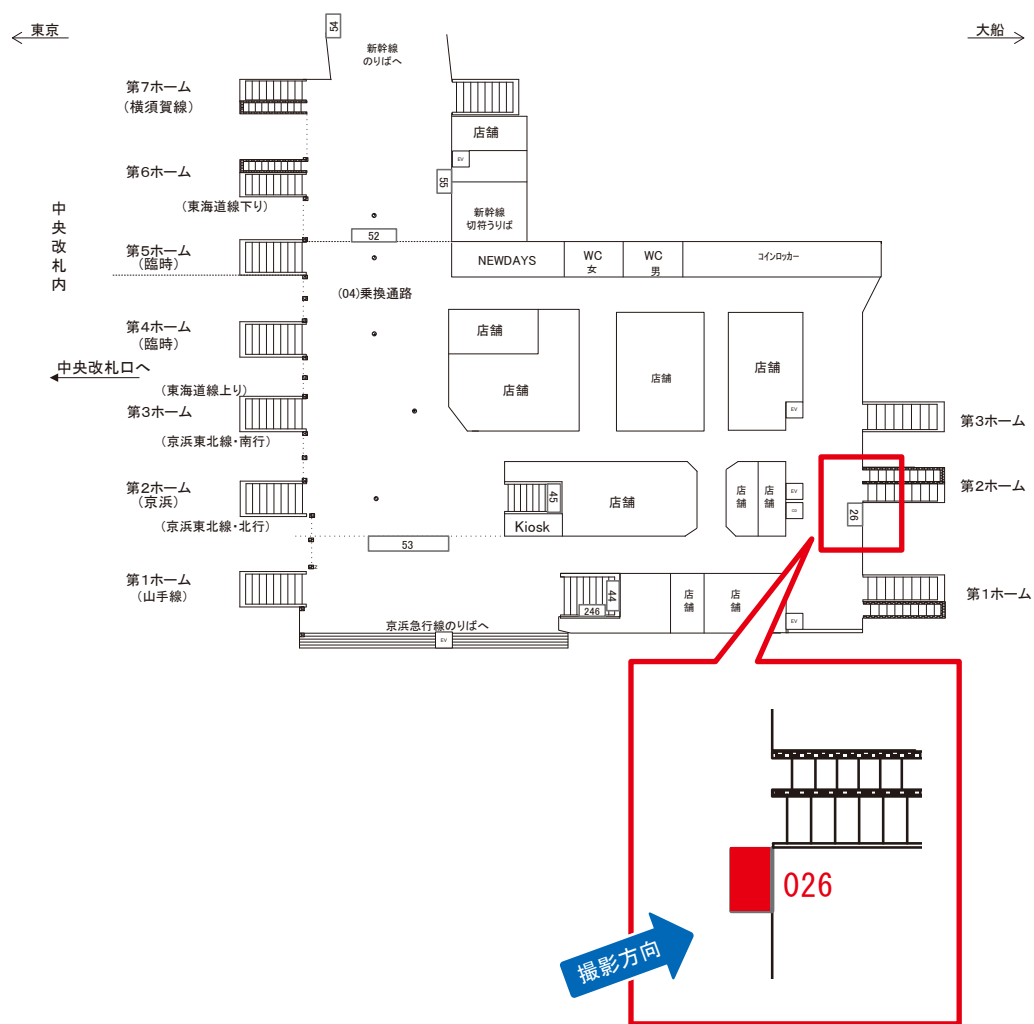 東京
大船
54
新幹線
のりばへ
第7ホーム
(横須賀線)
店舗
EV
第6ホーム
55
(東海道線下り)
新幹線
切符うりば
中央改札内
52
第5ホーム
(臨時)
NEWDAYS
WC
女
WC
男
コインロッカー
(04)乗換通路
第4ホーム
(臨時)
店舗
店舗
店舗
店舗
中央改札口へ
(東海道線上り)
第3ホーム
EV
第3ホーム
(京浜東北線・南行)
第2ホーム
(京浜)
45
店舗
店舗
店舗
EV
第2ホーム
(京浜東北線・北行)
Kiosk
26
53
第1ホーム
(山手線)
44
246
店舗
店舗
第1ホーム
京浜急行線のりばへ
EV
EV
026
撮影方向